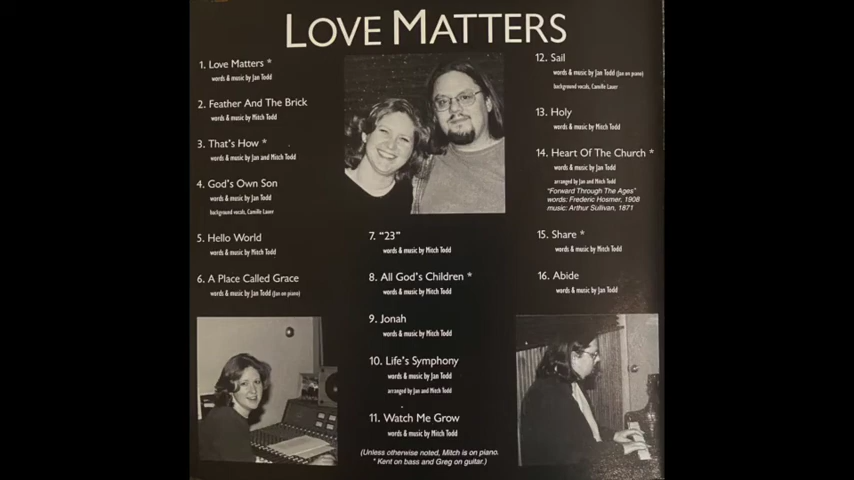 LOVE MATTERS
1. Love Matters *
words & music by Jan Todd
2. Feather And The Brick
words & music by Mitch Todd
3. That's How *
words & music by Jan and Mitch Todd
4. God's Own Son
words & music by Jan Todd
background vocals, Camille Lauer
5. Hello World
words & music by Mitch Todd
6. A Place Called Grace
words & music by Jan Todd (Jan on piano)
7. "23"
words & music by Mitch Todd
8. All God's Children *
words & music by Mitch Todd
9. Jonah
words & music by Mitch Todd
10. Life's Symphony
words & music by Jan Todd
arranged by Jan and Mitch Todd
11. Watch Me Grow
words & music by Mitch Todd
(Unless otherwise noted, Mitch is on piano.
* Kent on bass and Greg on guitar.)
12. Sail
words & music by Jan Todd (Jan on piano)
background vocals, Camille Lauer
13. Holy
words & music by Mitch Todd
14. Heart Of The Church *
words & music by Jan Todd
arranged by Jan and Mitch Todd
"Forward Through The Ages"
words: Frederic Hosmer, 1908
music: Arthur Sullivan, 1871
15. Share *
words & music by Mitch Todd
16. Abide
words & music by Jan Todd